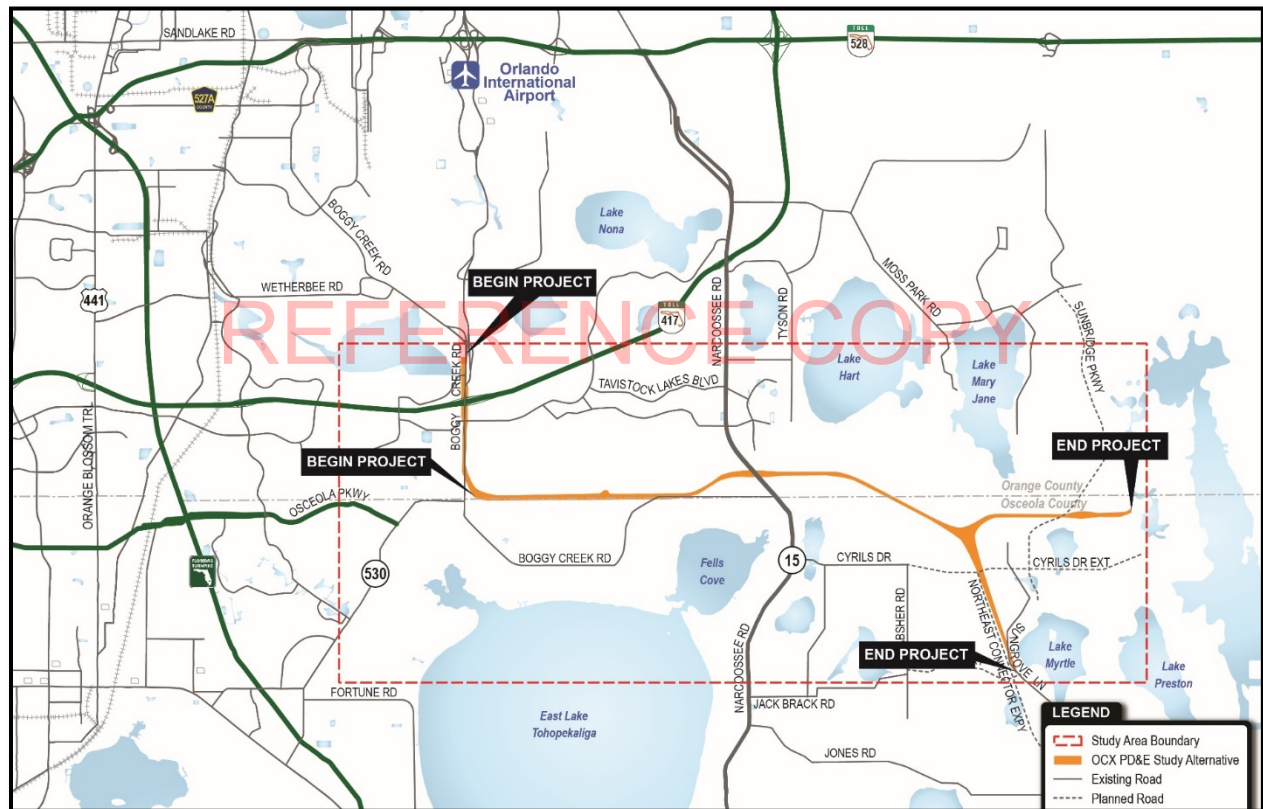 SANDLAKE RD
TOLL
528
Orlando
International
Airport
527A
COUNTY
BOGGY CREEK RD
Lake
Nona
MOSS PARK RD
BEGIN PROJECT
WETHERBEE RD
441
TOLL
417
NARCOOSSEE RD
TYSON RD
SUNBRIDGE PKWY
REFERENCE COPY
BOGGY CREEK RD
Lake
Hart
Lake
Mary
Jane
TAVISTOCK LAKES BLVD
ORANGE BLOSSOM TRL
BEGIN PROJECT
END PROJECT
OSCEOLA PKWY
Orange County
Osceola County
BOGGY CREEK RD
Fells
Cove
15
CYRILS DR
CYRILS DR EXT.
530
NORTHEAST CONNECTOR EXPY
END PROJECT
Lake
Myrtle
Lake
Preston
FORTUNE RD
NARCOOSSEE RD
JACK BRACK RD
East Lake
Tohopekaliga
JONES RD
LEGEND
Study Area Boundary
OCX PD&E Study Alternative
Existing Road
Planned Road